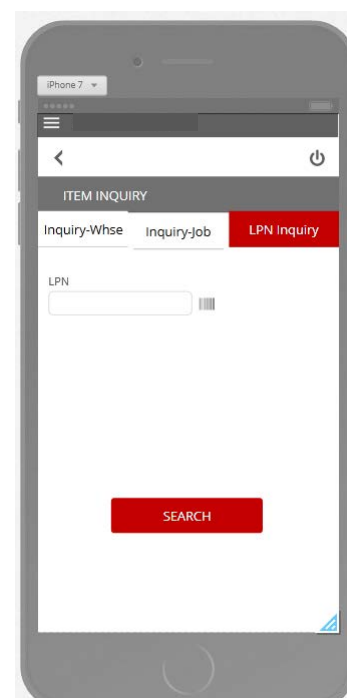 iPhone 7
ITEM INQUIRY
Inquiry-Whse Inquiry-Job LPN Inquiry
LPN
SEARCH